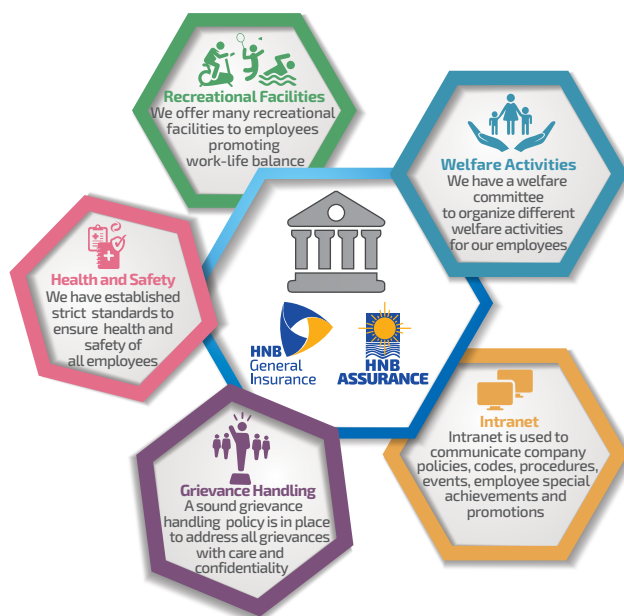 Recreational Facilities
We offer many recreational
facilities to employees
promoting
work-life balance
Welfare Activities
We have a welfare
committee
to organize different
welfare activities
for our employees
Health and Safety
We have established
strict standards to
ensure health and
safety of
all employees
HNB
General
Insurance
HNB
ASSURANCE
Intranet
Intranet is used to
communicate company
policies, codes, procedures,
events, employee special
achievements and
promotions
Grievance Handling
A sound grievance
handling policy is in place
to address all grievances
with care and
confidentiality